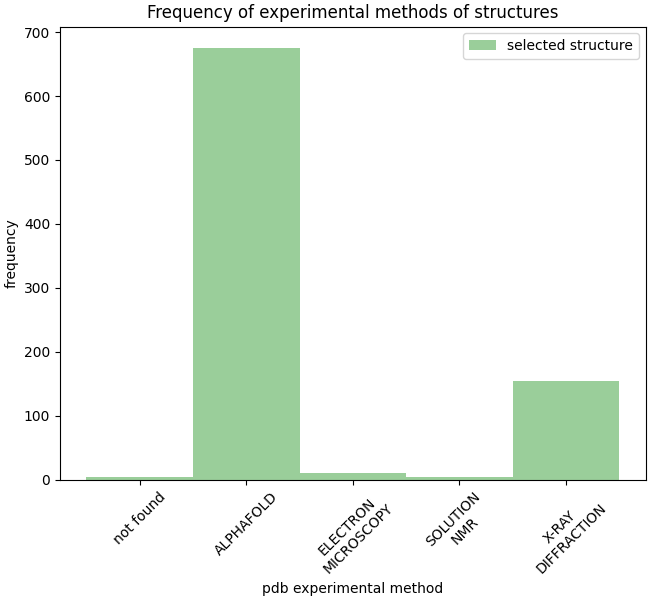 Frequency of experimental methods of structures
selected structure
700
600
500
400
300
200
100
0
frequency
not found
ALPHAFOLD
ELECTRON
MICROSCOPY
SOLUTION
NMR
X-RAY
DIFFRACTION
pdb experimental method